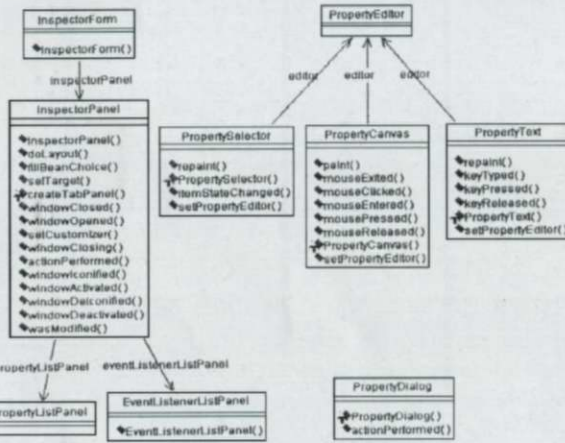 InspectorForm
InspectorForm()
inspectorPanel
InspectorPanel
InspectorPanel()
doLayout()
fillBeanChoice()
setTarget()
createTabPanel()
windowClosed()
windowOpened()
setCustomizer()
windowClosing()
actionPerformed()
windowIconified()
windowActivated()
windowDeiconified()
windowDeactivated()
wasModified()
propertyListPanel
eventListenerListPanel
PropertyListPanel
EventListenerListPanel
EventListenerListPanel()
PropertyEditor
editor
editor
editor
PropertySelector
repaint()
PropertySelector()
itemStateChanged()
setPropertyEditor()
PropertyCanvas
paint()
mouseExited()
mouseClicked()
mouseEntered()
mousePressed()
mouseReleased()
PropertyCanvas()
setPropertyEditor()
PropertyText
repaint()
keyTyped()
keyPressed()
keyReleased()
PropertyText()
setPropertyEditor()
PropertyDialog
PropertyDialog()
actionPerformed()